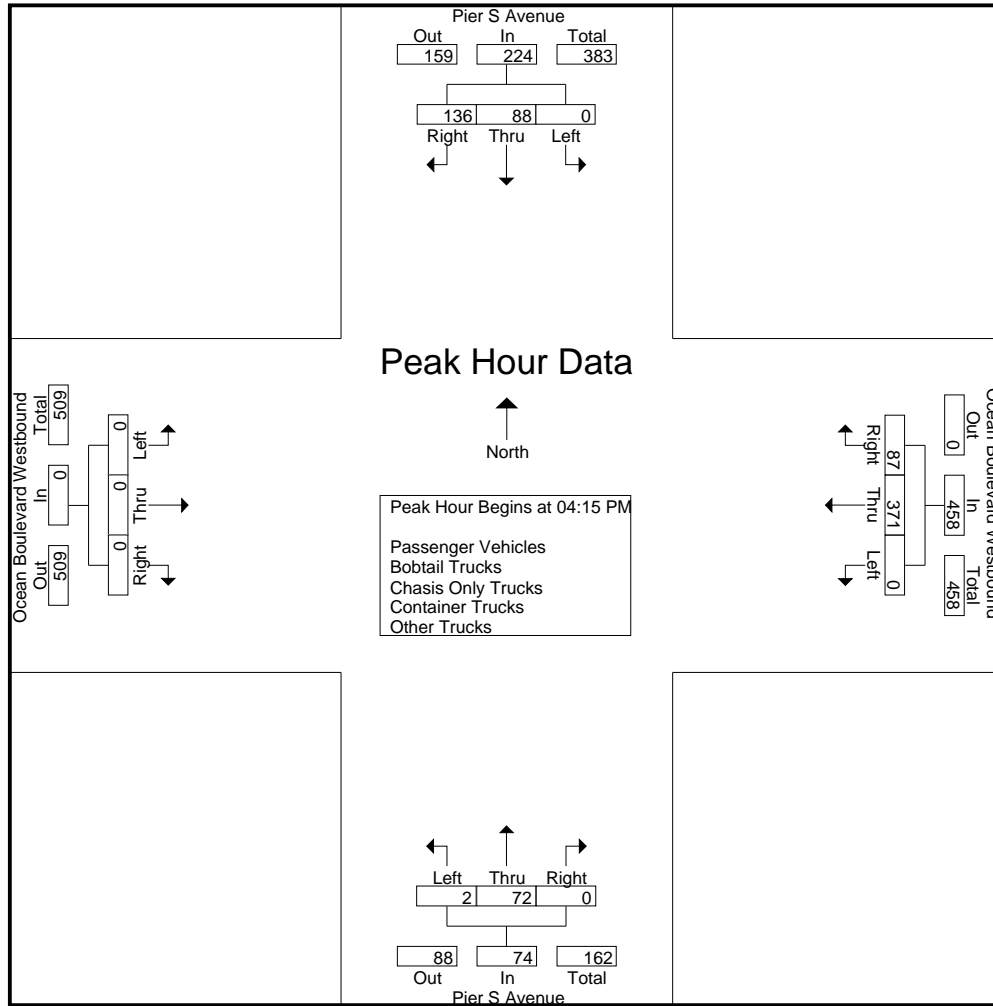 Pier S Avenue
Out In Total
159 224 383
136 88 0
Right Thru Left
Peak Hour Data
North
Peak Hour Begins at 04:15 PM
Passenger Vehicles
Bobtail Trucks
Chasis Only Trucks
Container Trucks
Other Trucks
Ocean Boulevard Westbound
Total In Out
509 0 509
0 0 0
Left Thru Right
Ocean Boulevard Westbound
Out In Total
0 458 458
87 371 0
Right Thru Left
Left Thru Right
2 72 0
88 74 162
Out In Total
Pier S Avenue